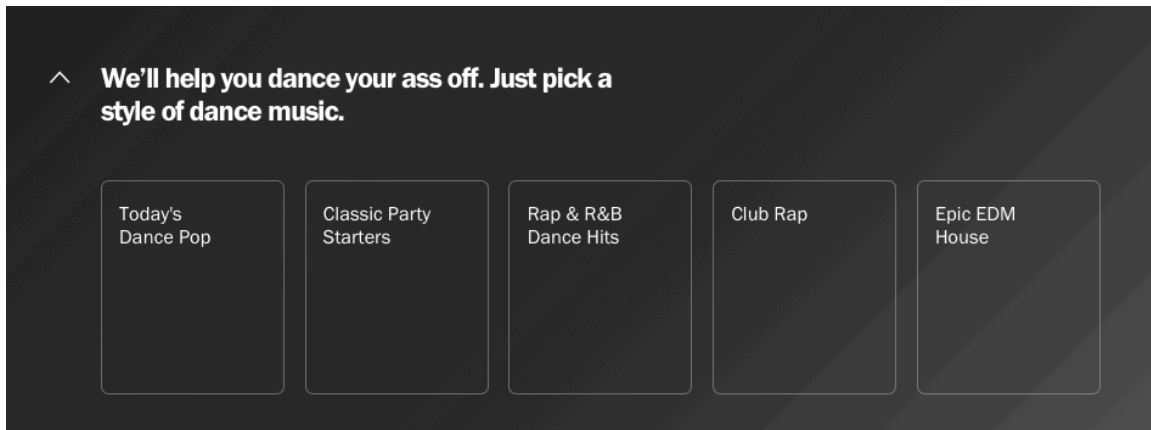 We’ll help you dance your ass off. Just pick a
style of dance music.
Today's
Dance Pop
Classic Party
Starters
Rap & R&B
Dance Hits
Club Rap
Epic EDM
House